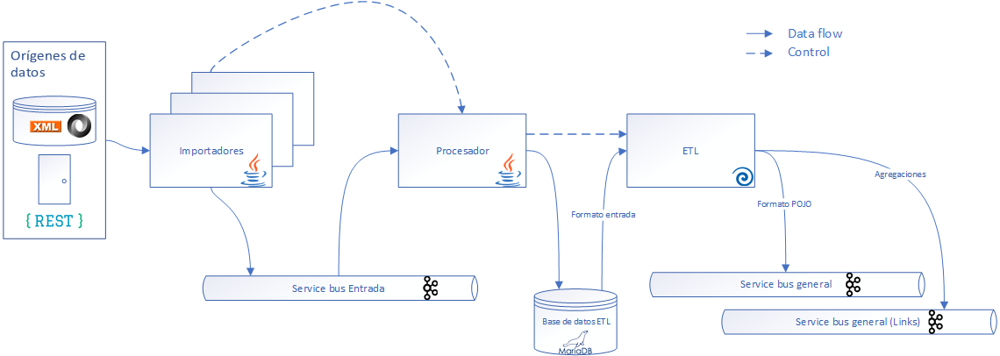 Data flow
Control
Orígenes de
datos
XML
{ REST }
Importadores
Procesador
ETL
Agregaciones
Formato POJO
Formato entrada
Service bus Entrada
Service bus general
Service bus general (Links)
Base de datos ETL
MariaDB